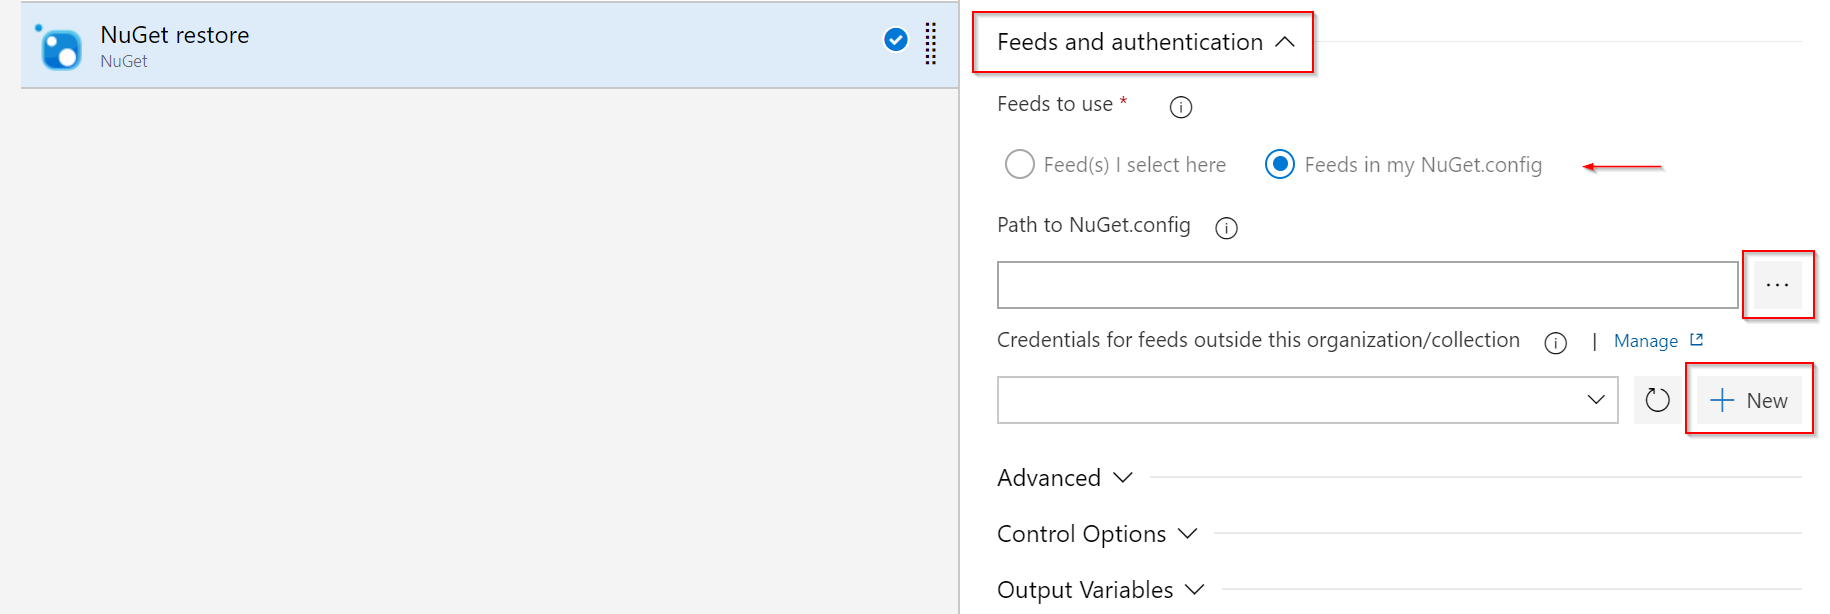 NuGet restore
NuGet
Feeds and authentication
Feeds to use *
Feed(s) I select here
Feeds in my NuGet.config
Path to NuGet.config
...
Credentials for feeds outside this organization/collection | Manage
+ New
Advanced
Control Options
Output Variables